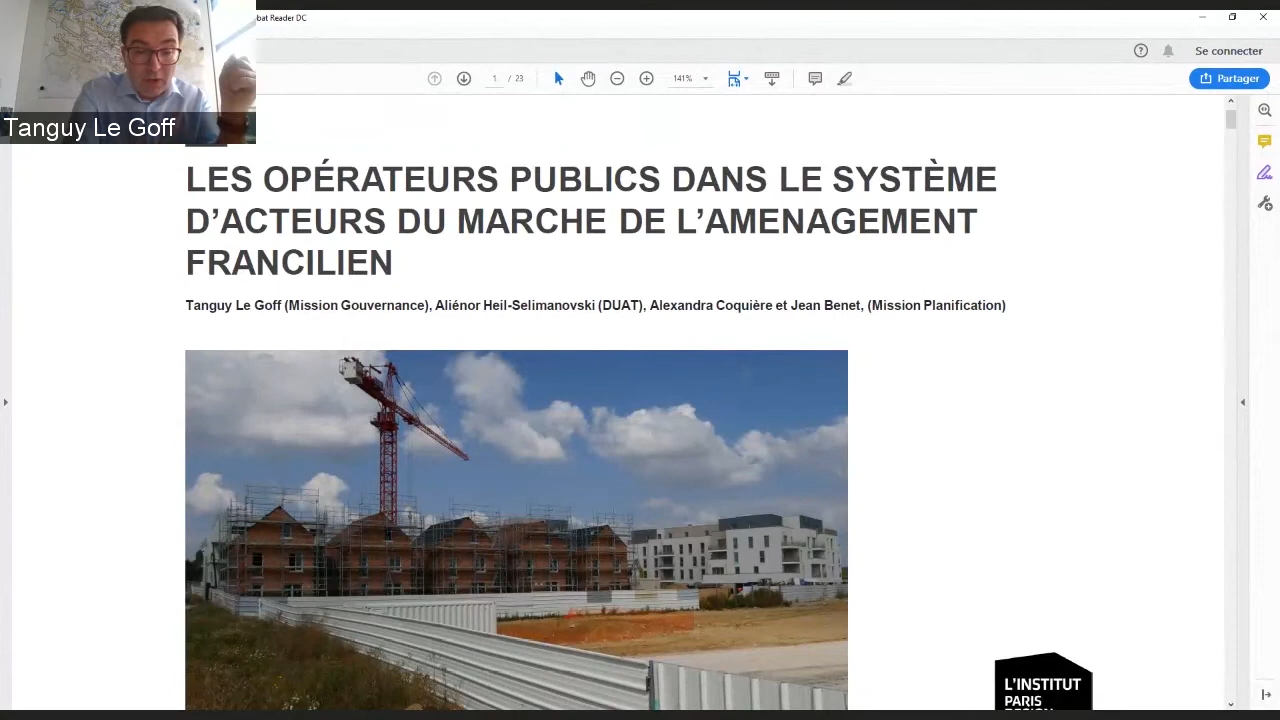 bat Reader DC
Se connecter
1 / 23
141%
Partager
Tanguy Le Goff
LES OPÉRATEURS PUBLICS DANS LE SYSTÈME
D’ACTEURS DU MARCHE DE L’AMENAGEMENT
FRANCILIEN
Tanguy Le Goff (Mission Gouvernance), Aliénor Heil-Selimanovski (DUAT), Alexandra Coquière et Jean Benet, (Mission Planification)
L'INSTITUT
PARIS